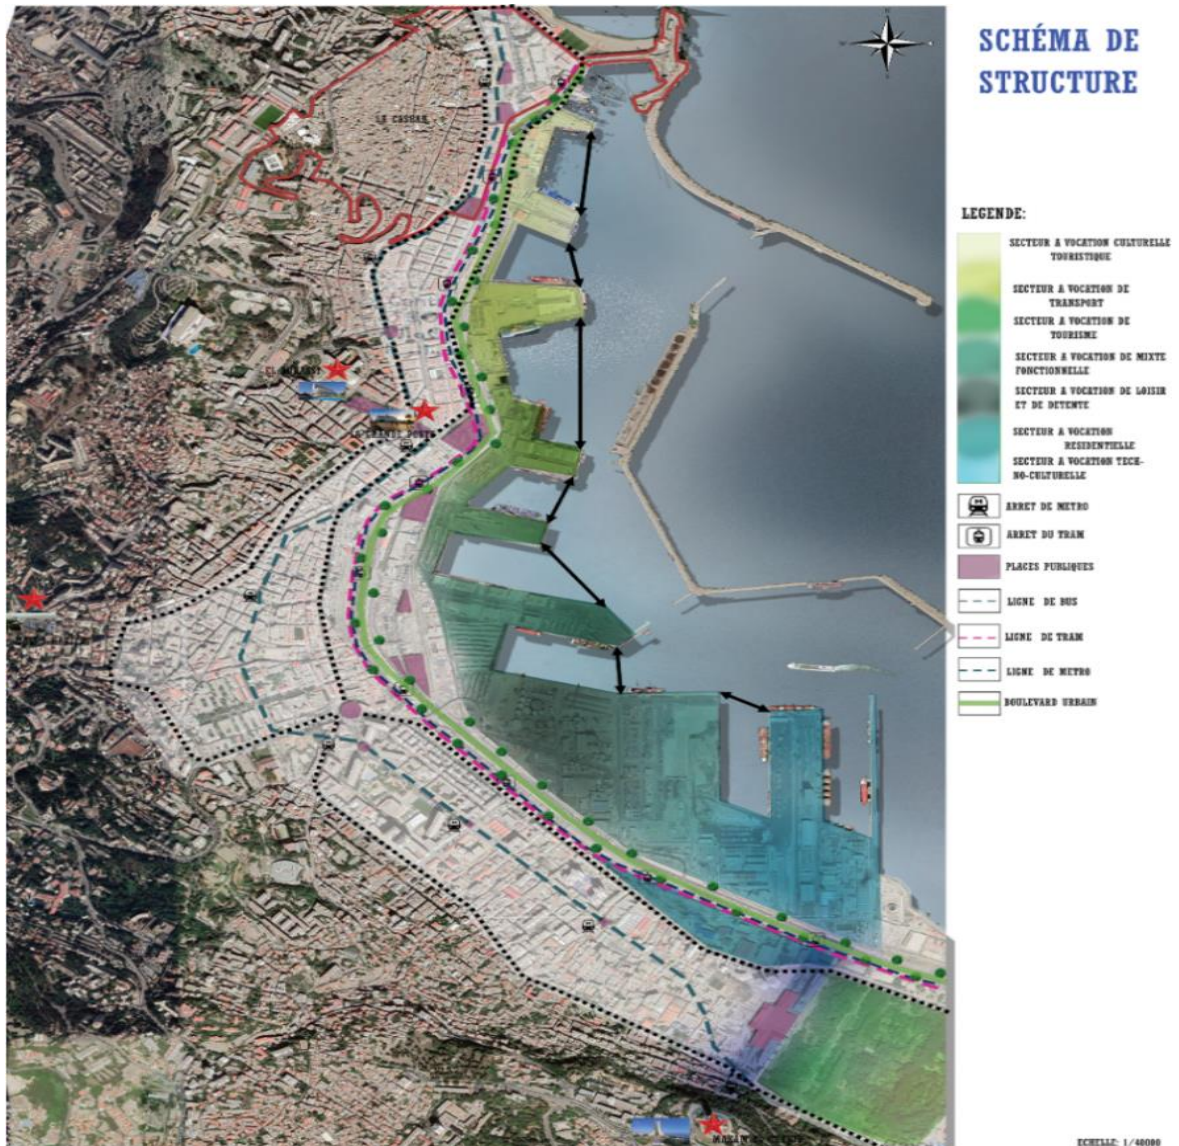 SCHÉMA DE
STRUCTURE
LEGENDE:
SECTEUR A VOCATION CULTURELLE
TOURISTIQUE
SECTEUR A VOCATION DE
TRANSPORT
SECTEUR A VOCATION DE
TOURISME
SECTEUR A VOCATION DE MIXTE
FONCTIONNELLE
SECTEUR A VOCATION DE LOISIR
ET DE DETENTE
SECTEUR A VOCATION
RESIDENTIELLE
SECTEUR A VOCATION TECH-
NO-CULTURELLE
ARRET DE METRO
ARRET DU TRAM
PLACES PUBLIQUES
LIGNE DE BUS
LIGNE DE TRAM
LIGNE DE METRO
BOULEVARD URBAIN
LA CASBAH
ECHELLE: 1/40000